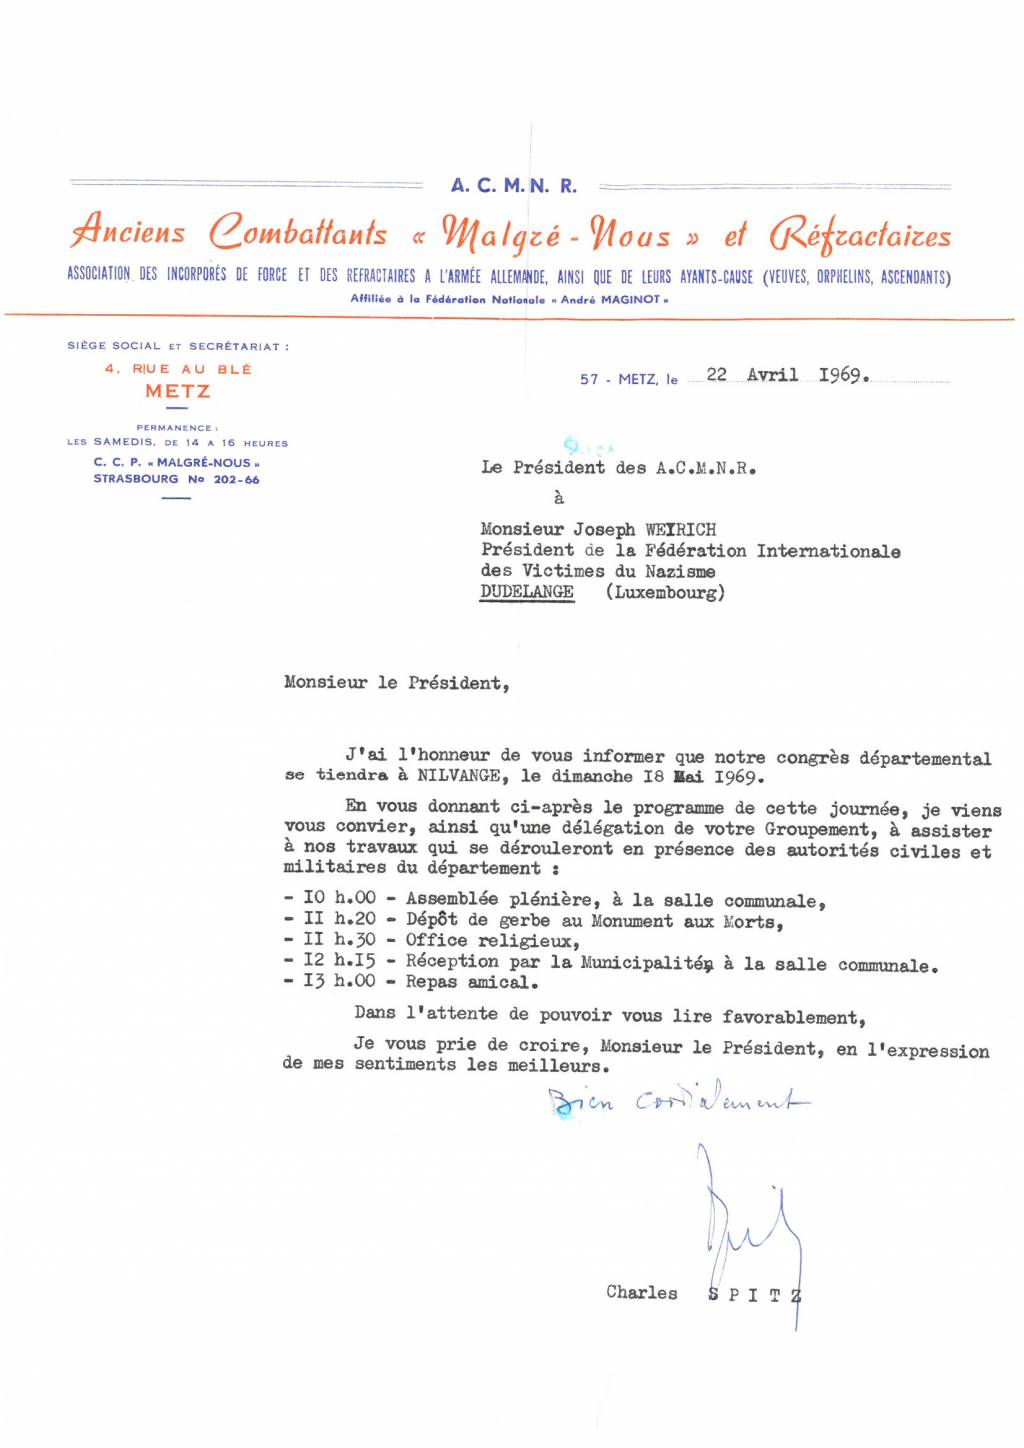 A. C. M. N. R.
Anciens Combattants « Malgré-Nous » et Réfractaires
ASSOCIATION DES INCORPORÉS DE FORCE ET DES REFRACTAIRES A L'ARMÉE ALLEMANDE, AINSI QUE DE LEURS AYANTS-CAUSE (VEUVES, ORPHELINS, ASCENDANTS)
Affiliée à la Fédération Nationale « André MAGINOT »
SIÈGE SOCIAL ET SECRÉTARIAT :
4, RUE AU BLÉ
METZ
57 - METZ, le 22 Avril 1969.
PERMANENCE :
LES SAMEDIS, DE 14 A 16 HEURES
C. C. P. « MALGRÉ-NOUS »
STRASBOURG No 202-66
Le Président des A.C.M.N.R.
à
Monsieur Joseph WEYRICH
Président de la Fédération Internationale
des Victimes du Nazisme
DUDELANGE (Luxembourg)
Monsieur le Président,
J'ai l'honneur de vous informer que notre congrès départemental
se tiendra à NILVANGE, le dimanche I8 Mai I969.
En vous donnant ci-après le programme de cette journée, je viens
vous convier, ainsi qu'une délégation de votre Groupement, à assister
à nos travaux qui se dérouleront en présence des autorités civiles et
militaires du département :
- IO h.00 - Assemblée plénière, à la salle communale,
- II h.20 - Dépôt de gerbe au Monument aux Morts,
- II h.30 - Office religieux,
- I2 h.I5 - Réception par la Municipalité, à la salle communale.
- I3 h.00 - Repas amical.
Dans l'attente de pouvoir vous lire favorablement,
Je vous prie de croire, Monsieur le Président, en l'expression
de mes sentiments les meilleurs.
Bien Cordialement
Charles SPITZ